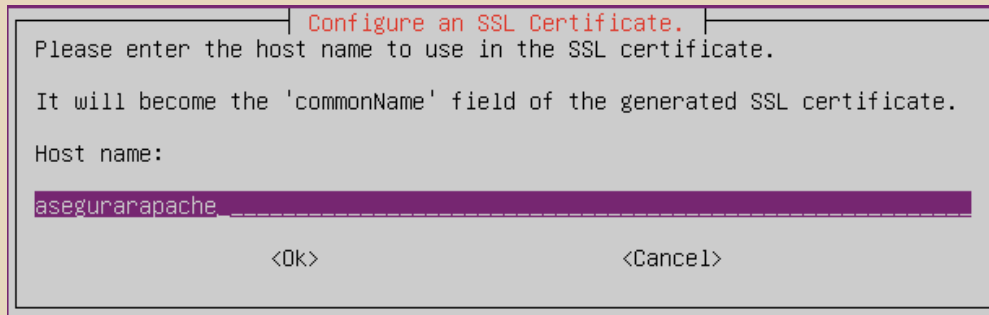 Configure an SSL Certificate.
Please enter the host name to use in the SSL certificate.
It will become the 'commonName' field of the generated SSL certificate.
Host name:
asegurarapache
<Ok> <Cancel>